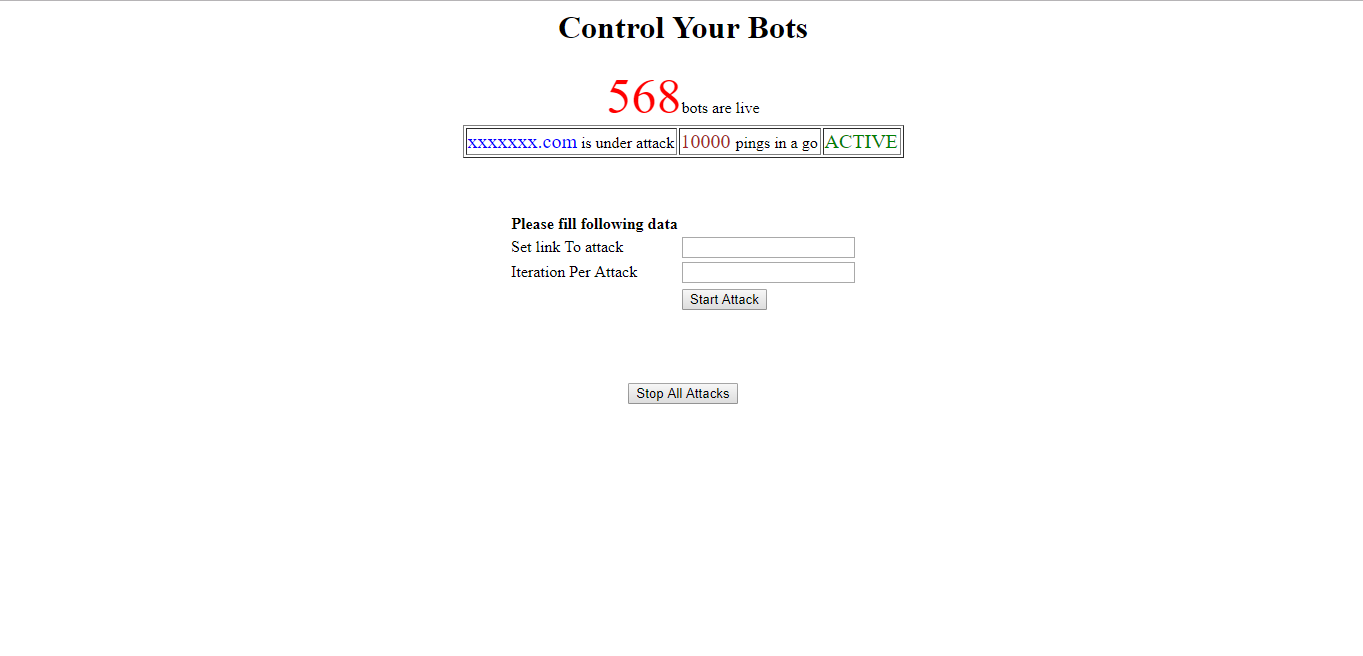 Control Your Bots
568bots are live
xxxxxxx.com is under attack 10000 pings in a go ACTIVE
Please fill following data
Set link To attack
Iteration Per Attack
Start Attack
Stop All Attacks